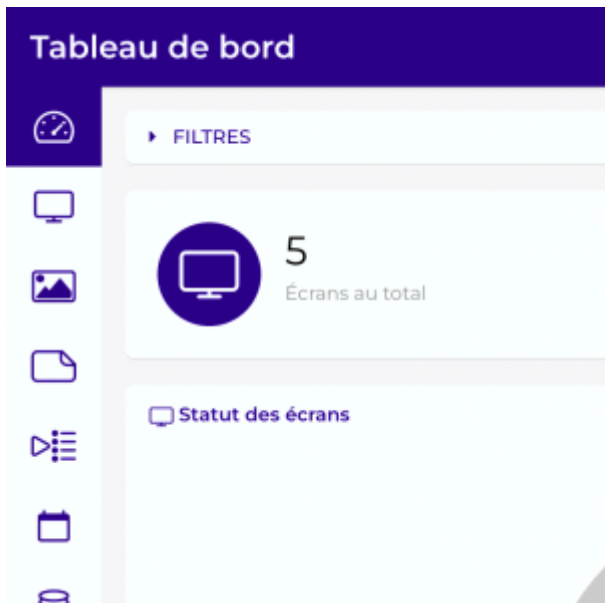 Tableau de bord
FILTRES
5
Écrans au total
Statut des écrans